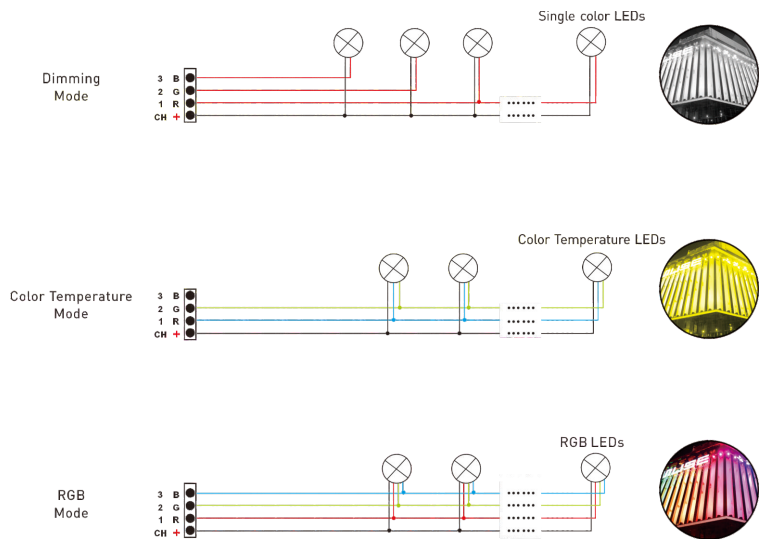 Single color LEDs
Dimming
Mode
3 B
2 G
1 R
CH +
Color Temperature LEDs
Color Temperature
Mode
3 B
2 G
1 R
CH +
RGB LEDs
RGB
Mode
3 B
2 G
1 R
CH +